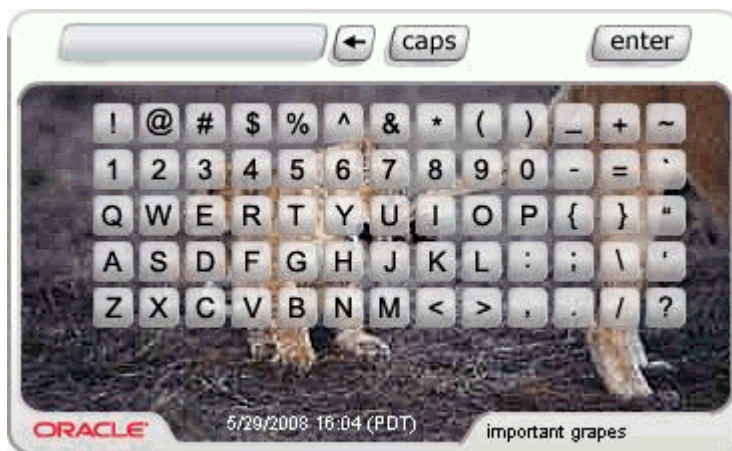 ← caps enter
! @ # $ % ^ & * ( ) _ + ~
1 2 3 4 5 6 7 8 9 0 - = `
Q W E R T Y U I O P { } "
A S D F G H J K L : ; \ '
Z X C V B N M < > , . / ?
ORACLE 5/29/2008 16:04 (PDT) important grapes